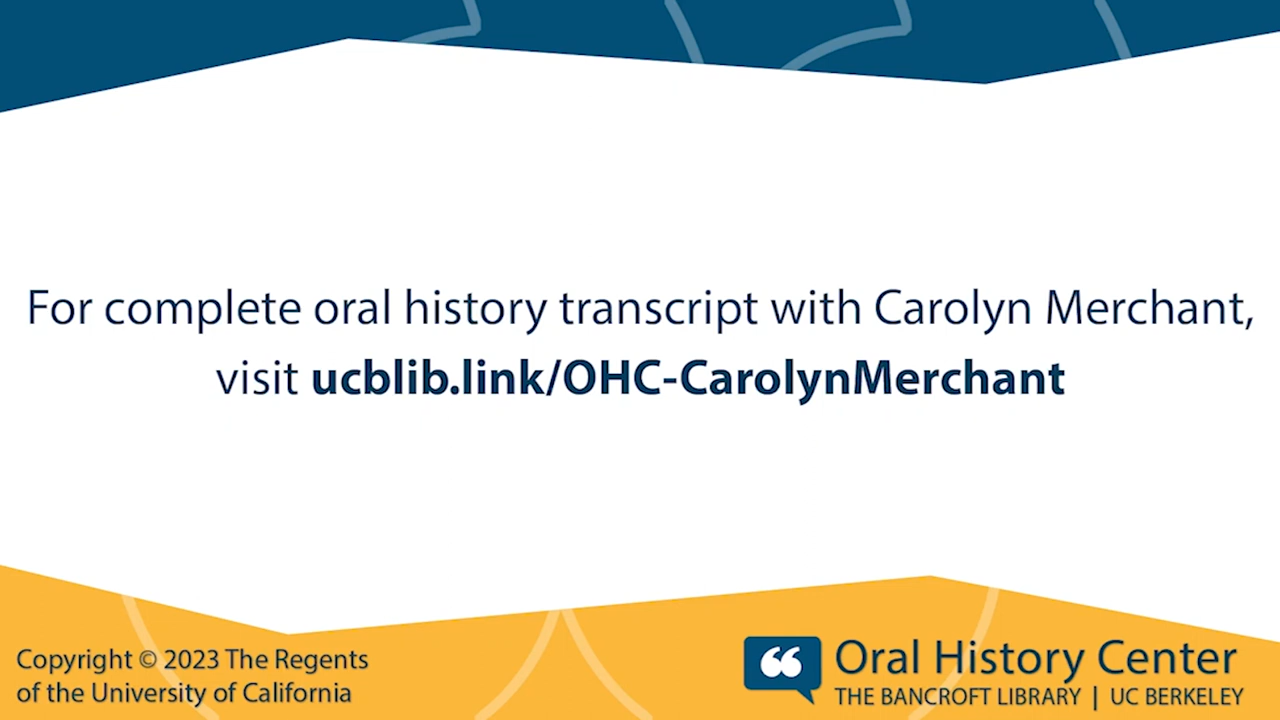 For complete oral history transcript with Carolyn Merchant,
visit ucblib.link/OHC-CarolynMerchant
Copyright © 2023 The Regents
of the University of California
Oral History Center
THE BANCROFT LIBRARY | UC BERKELEY